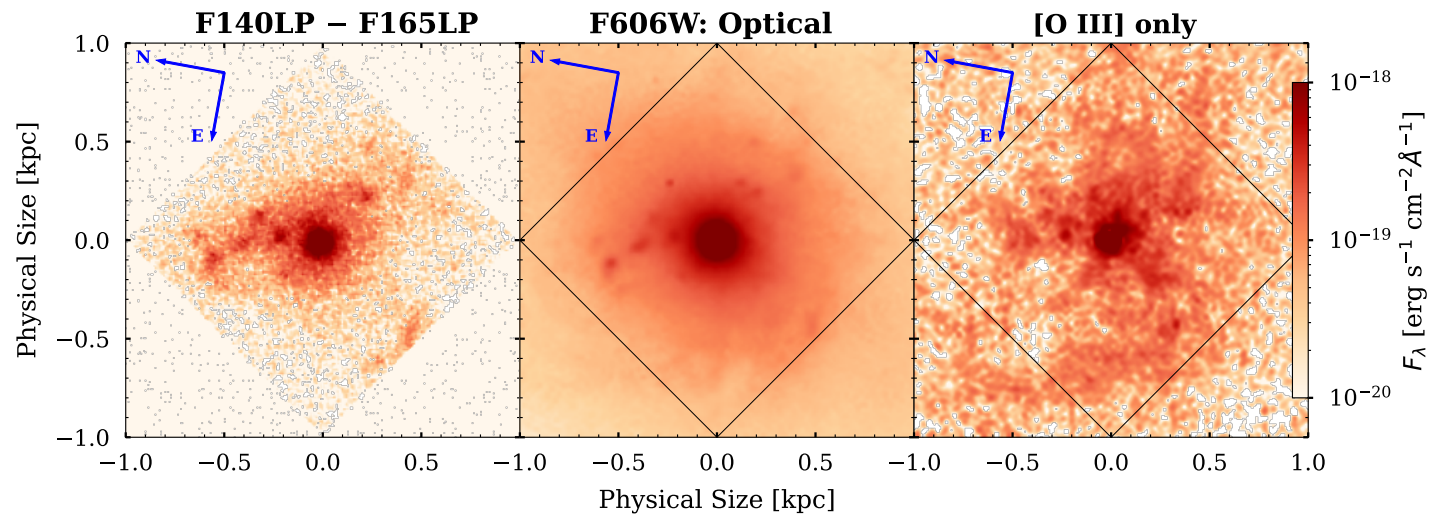 F140LP − F165LP
F606W: Optical
[O III] only
N
E
N
E
N
E
1.0
0.5
0.0
−0.5
−1.0
Physical Size [kpc]
−1.0 −0.5 0.0 0.5 −1.0 −0.5 0.0 0.5 −1.0 −0.5 0.0 0.5 1.0
Physical Size [kpc]
10⁻¹⁸
10⁻¹⁹
10⁻²⁰
F_λ [erg s⁻¹ cm⁻²Å⁻¹]